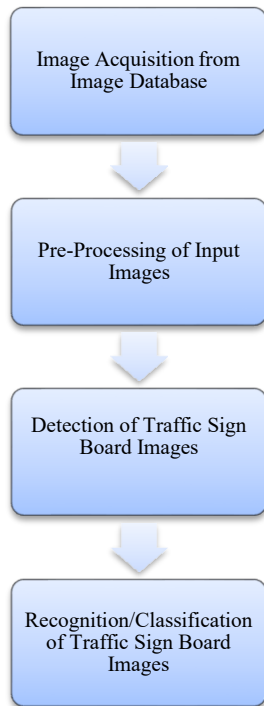 Image Acquisition from
Image Database
Pre-Processing of Input
Images
Detection of Traffic Sign
Board Images
Recognition/Classification
of Traffic Sign Board
Images